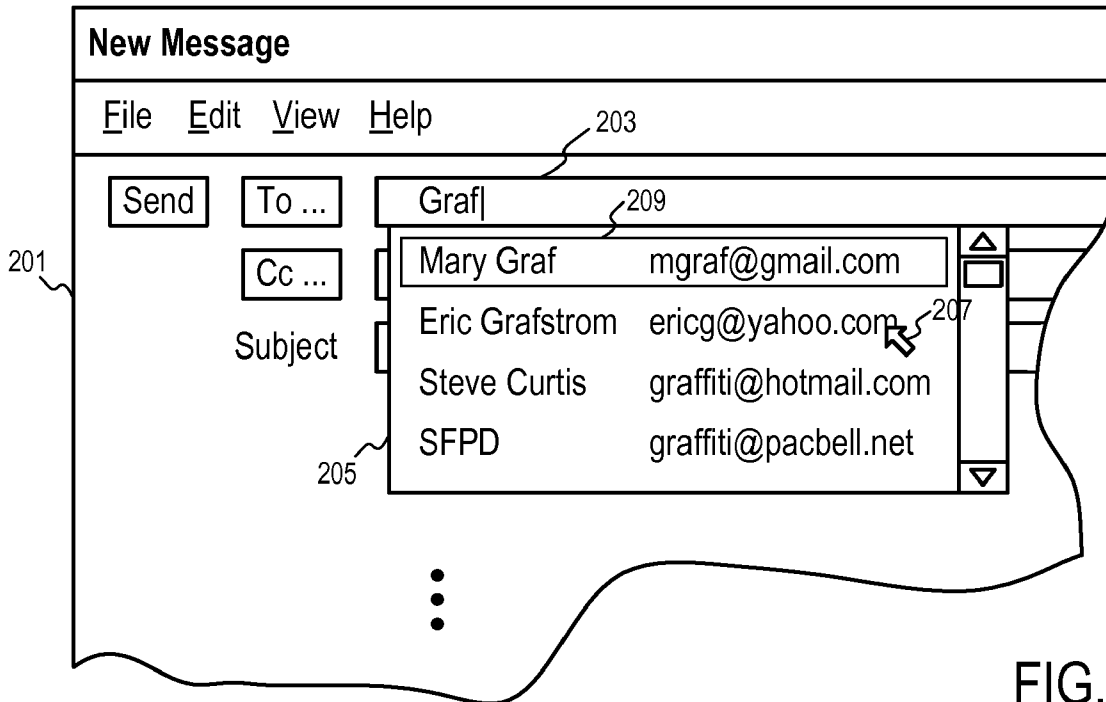 New Message
File Edit View Help
203
Send To ... Graf
209
201
Cc ... Mary Graf mgraf@gmail.com
Eric Grafstrom ericg@yahoo.com
207
Subject
Steve Curtis graffiti@hotmail.com
SFPD graffiti@pacbell.net
205
FIG.